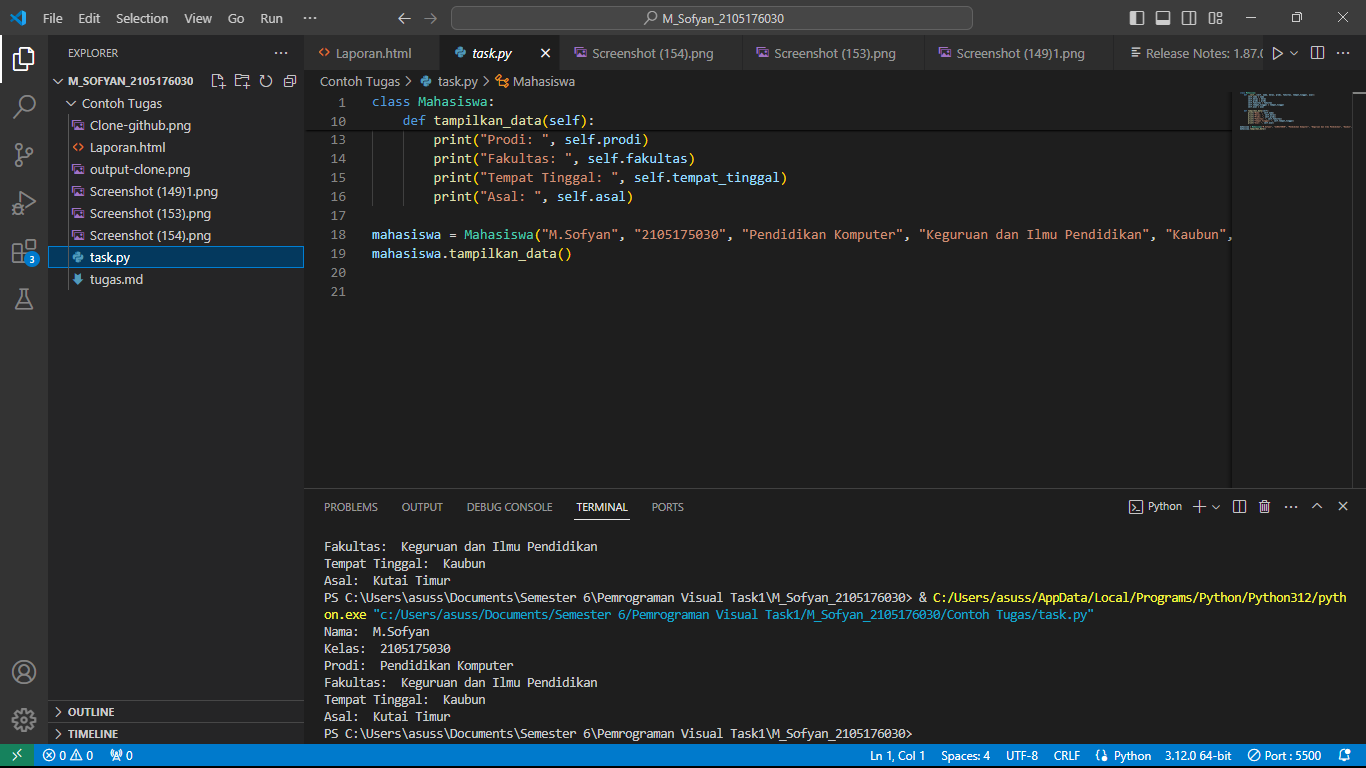 File Edit Selection View Go Run ··· M_Sofyan_2105176030
EXPLORER ···
Laporan.html task.py Screenshot (154).png Screenshot (153).png Screenshot (149)1.png Release Notes: 1.87.0
M_SOFYAN_2105176030
Contoh Tugas
Clone-github.png
Laporan.html
output-clone.png
Screenshot (149)1.png
Screenshot (153).png
Screenshot (154).png
task.py
tugas.md
OUTLINE
TIMELINE
3
Contoh Tugas > task.py > Mahasiswa
1 class Mahasiswa:
10 def tampilkan_data(self):
13 print("Prodi: ", self.prodi)
14 print("Fakultas: ", self.fakultas)
15 print("Tempat Tinggal: ", self.tempat_tinggal)
16 print("Asal: ", self.asal)
17
18 mahasiswa = Mahasiswa("M.Sofyan", "2105175030", "Pendidikan Komputer", "Keguruan dan Ilmu Pendidikan", "Kaubun",
19 mahasiswa.tampilkan_data()
20
21
PROBLEMS OUTPUT DEBUG CONSOLE TERMINAL PORTS Python
Fakultas:  Keguruan dan Ilmu Pendidikan
Tempat Tinggal:  Kaubun
Asal:  Kutai Timur
PS C:\Users\asuss\Documents\Semester 6\Pemrograman Visual Task1\M_Sofyan_2105176030> & C:/Users/asuss/AppData/Local/Programs/Python/Python312/pyth
on.exe "c:/Users/asuss/Documents/Semester 6/Pemrograman Visual Task1/M_Sofyan_2105176030/Contoh Tugas/task.py"
Nama:  M.Sofyan
Kelas:  2105175030
Prodi:  Pendidikan Komputer
Fakultas:  Keguruan dan Ilmu Pendidikan
Tempat Tinggal:  Kaubun
Asal:  Kutai Timur
PS C:\Users\asuss\Documents\Semester 6\Pemrograman Visual Task1\M_Sofyan_2105176030>
0 0 0 Ln 1, Col 1 Spaces: 4 UTF-8 CRLF Python 3.12.0 64-bit Port : 5500